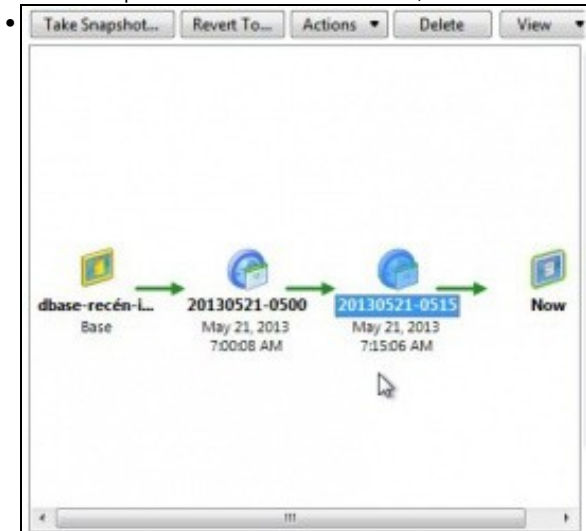 Take Snapshot... Revert To... Actions Delete View
dbase-recén-i... 20130521-0500 20130521-0515 Now
Base May 21, 2013 May 21, 2013
7:00:08 AM 7:15:06 AM